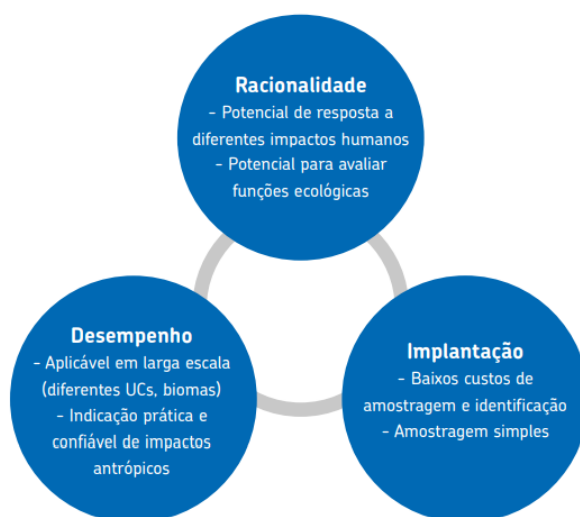 Racionalidade
- Potencial de resposta a
diferentes impactos humanos
- Potencial para avaliar
funções ecológicas
Desempenho
- Aplicável em larga escala
(diferentes UCs, biomas)
- Indicação prática e
confiável de impactos
antrópicos
Implantação
- Baixos custos de
amostragem e identificação
- Amostragem simples